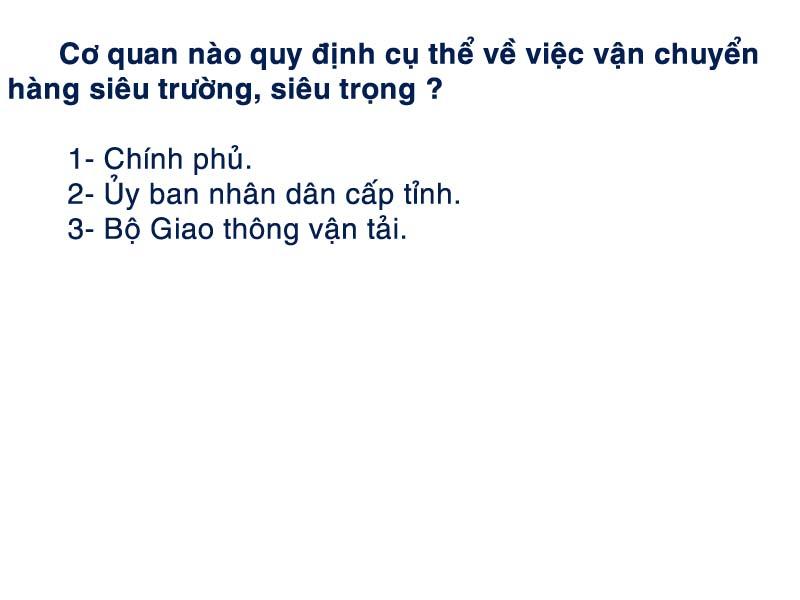 Cơ quan nào quy định cụ thể về việc vận chuyển
hàng siêu trường, siêu trọng ?
1- Chính phủ.
2- Ủy ban nhân dân cấp tỉnh.
3- Bộ Giao thông vận tải.